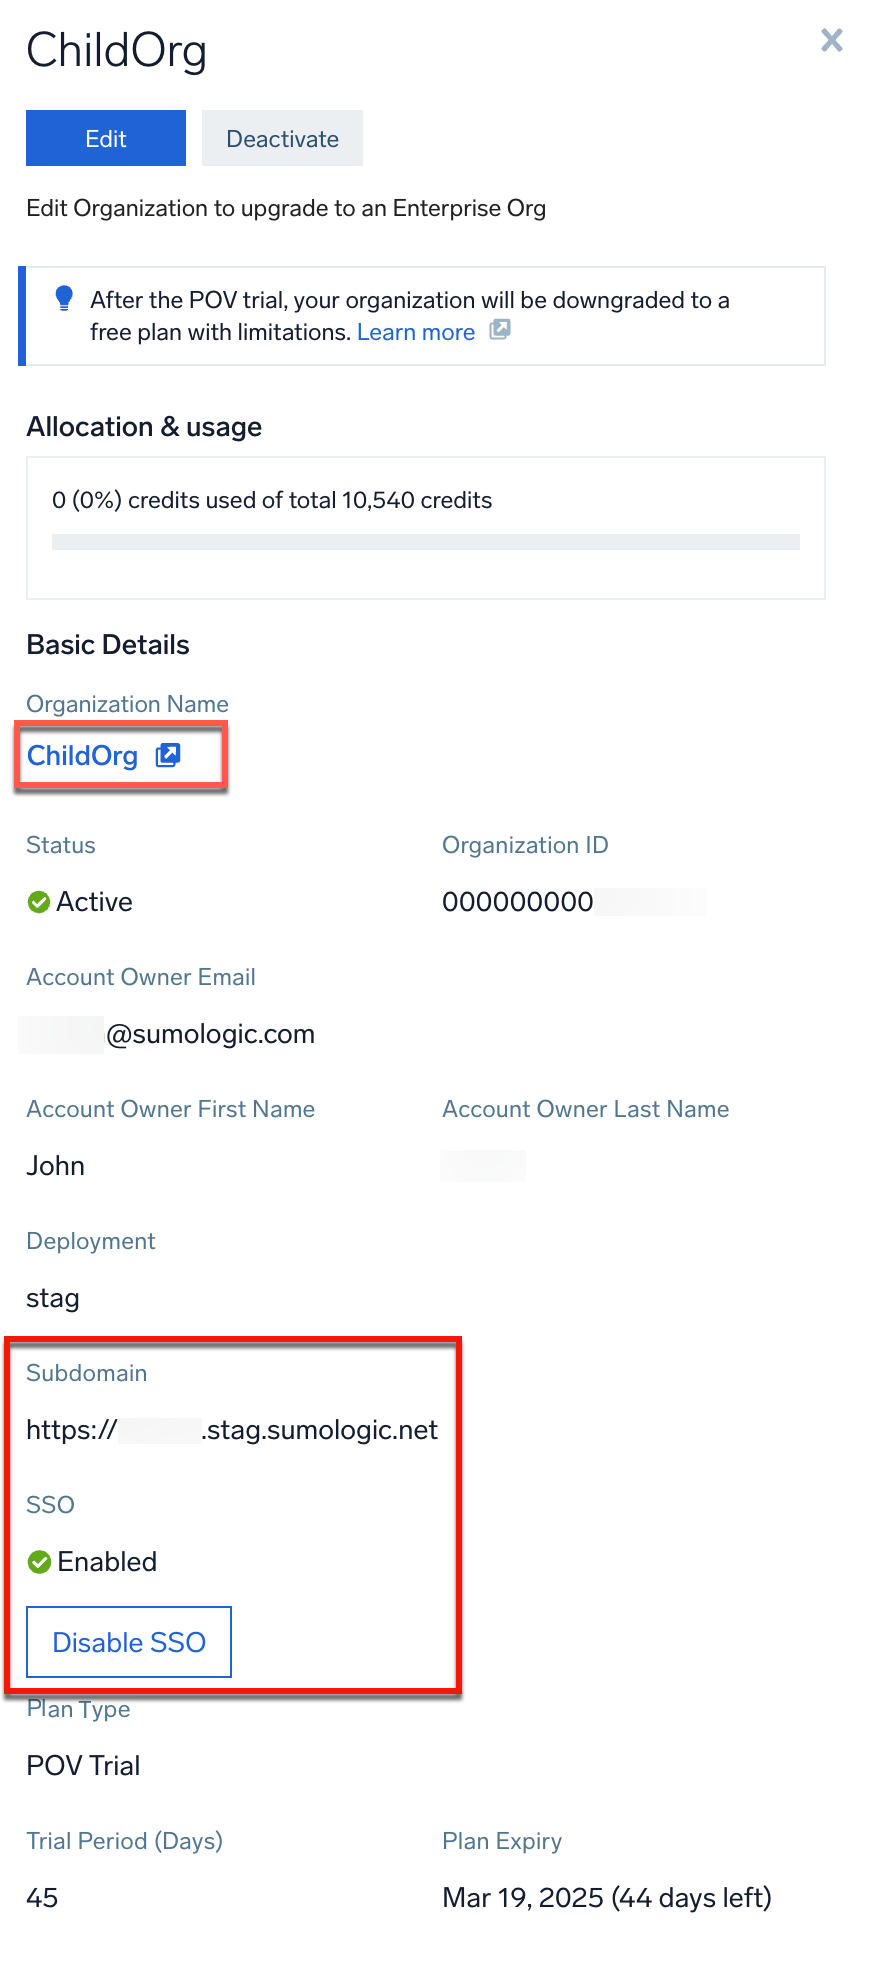 ChildOrg
Edit
Deactivate
Edit Organization to upgrade to an Enterprise Org
After the POV trial, your organization will be downgraded to a
free plan with limitations. Learn more
Allocation & usage
0 (0%) credits used of total 10,540 credits
Basic Details
Organization Name
ChildOrg
Status
Organization ID
Active
000000000
Account Owner Email
@sumologic.com
Account Owner First Name
Account Owner Last Name
John
Deployment
stag
Subdomain
https:// .stag.sumologic.net
SSO
Enabled
Disable SSO
Plan Type
POV Trial
Trial Period (Days)
Plan Expiry
45
Mar 19, 2025 (44 days left)